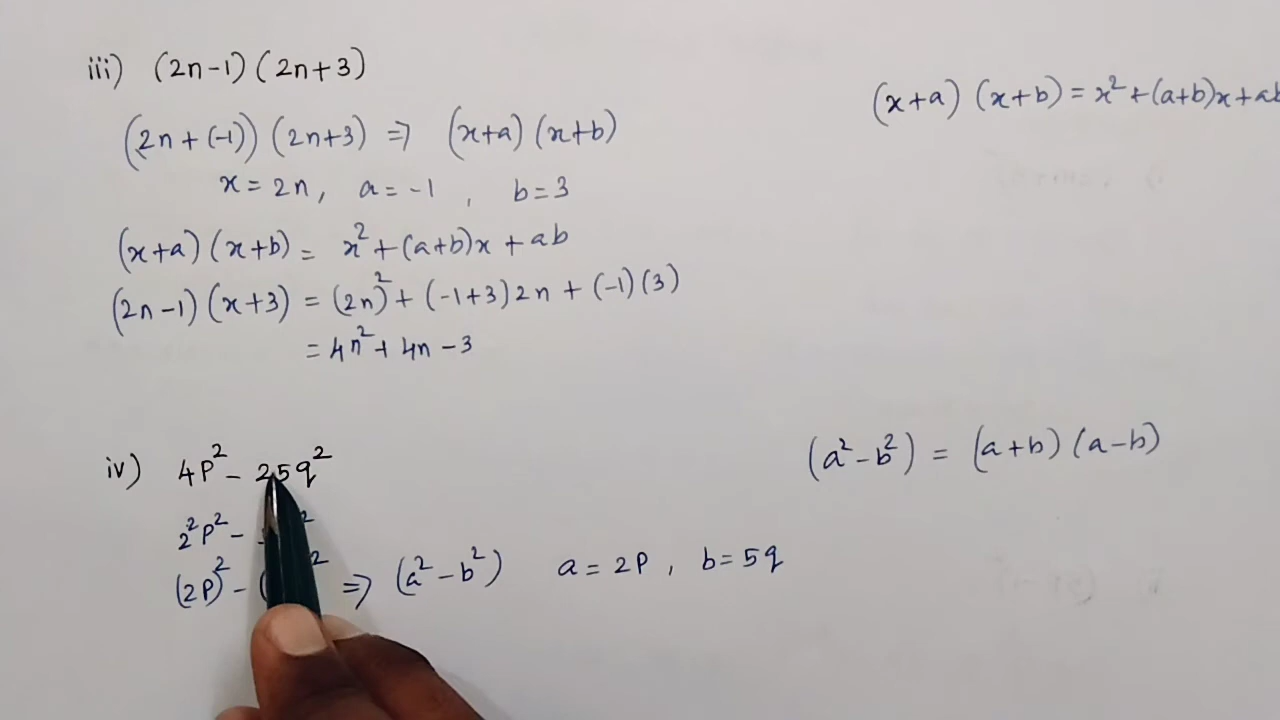 iii) (2n-1)(2n+3)
(2n+(-1))(2n+3) ⇒ (x+a)(x+b)
x=2n, a=-1, b=3
(x+a)(x+b) = x²+(a+b)x+ab
(2n-1)(x+3) = (2n)²+(-1+3)2n+(-1)(3)
= 4n²+4n-3
(x+a)(x+b)=x²+(a+b)x+ab
iv) 4P²-25q²
2²P²-
(2P)²-( ² ⇒ (a²-b²) a=2P, b=5q
(a²-b²) = (a+b)(a-b)